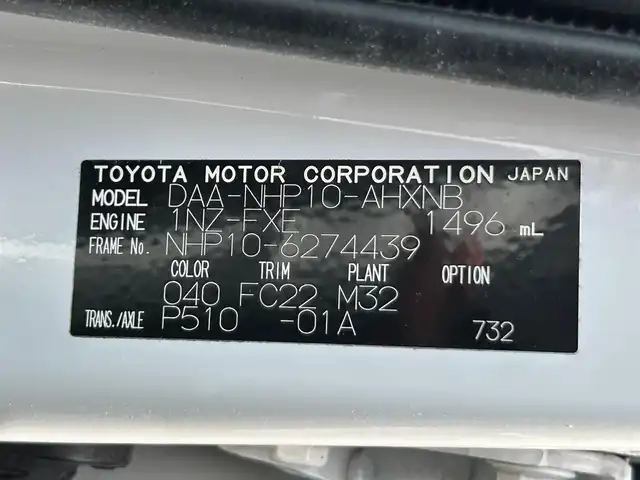 TOYOTA MOTOR CORPORATION JAPAN
MODEL DAA-NHP10-AHXNB
ENGINE 1NZ-FXE 1496 mL
FRAME No. NHP10-6274439
COLOR TRIM PLANT OPTION
040 FC22 M32
TRANS./AXLE P510 -01A 732